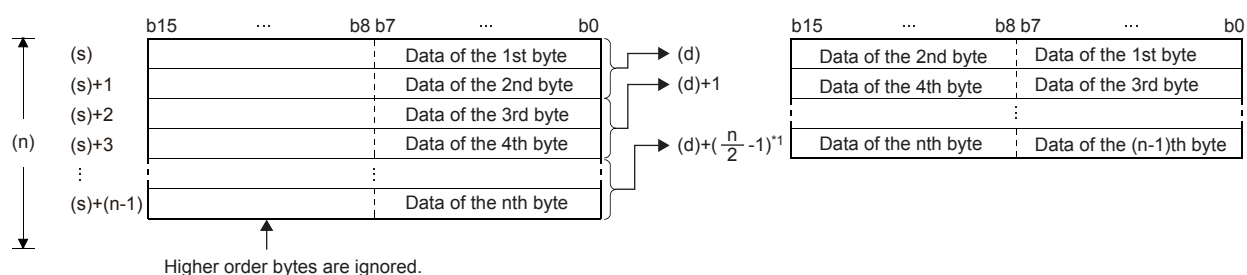 b15 ... b8 b7 ... b0
(s) Data of the 1st byte
(s)+1 Data of the 2nd byte
(s)+2 Data of the 3rd byte
(n) (s)+3 Data of the 4th byte
⋮ ⋮
(s)+(n-1) Data of the nth byte
Higher order bytes are ignored.
b15 ... b8 b7 ... b0
(d) Data of the 2nd byte Data of the 1st byte
(d)+1 Data of the 4th byte Data of the 3rd byte
⋮
(d)+(n/2 -1)*1 Data of the nth byte Data of the (n-1)th byte